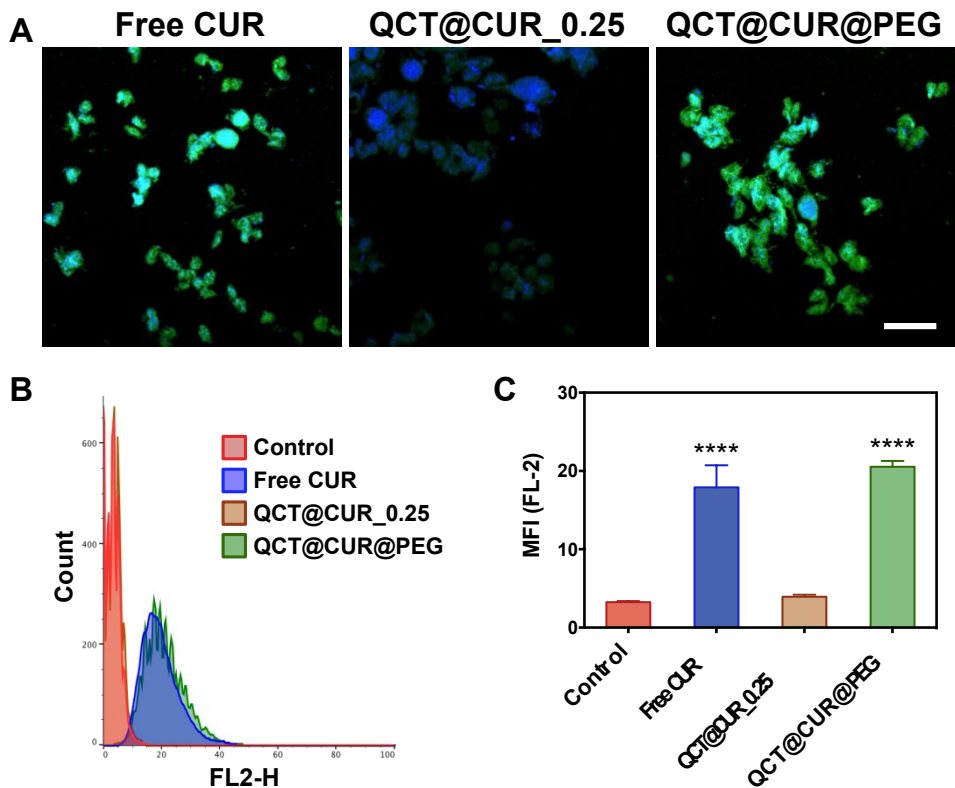 A
Free CUR QCT@CUR_0.25 QCT@CUR@PEG
B
Count
600
400
200
0
0 20 40 60 80 100
FL2-H
Control
Free CUR
QCT@CUR_0.25
QCT@CUR@PEG
C
MFI (FL-2)
30
20
10
0
****
****
Control
Free CUR
QCT@CUR_0.25
QCT@CUR@PEG